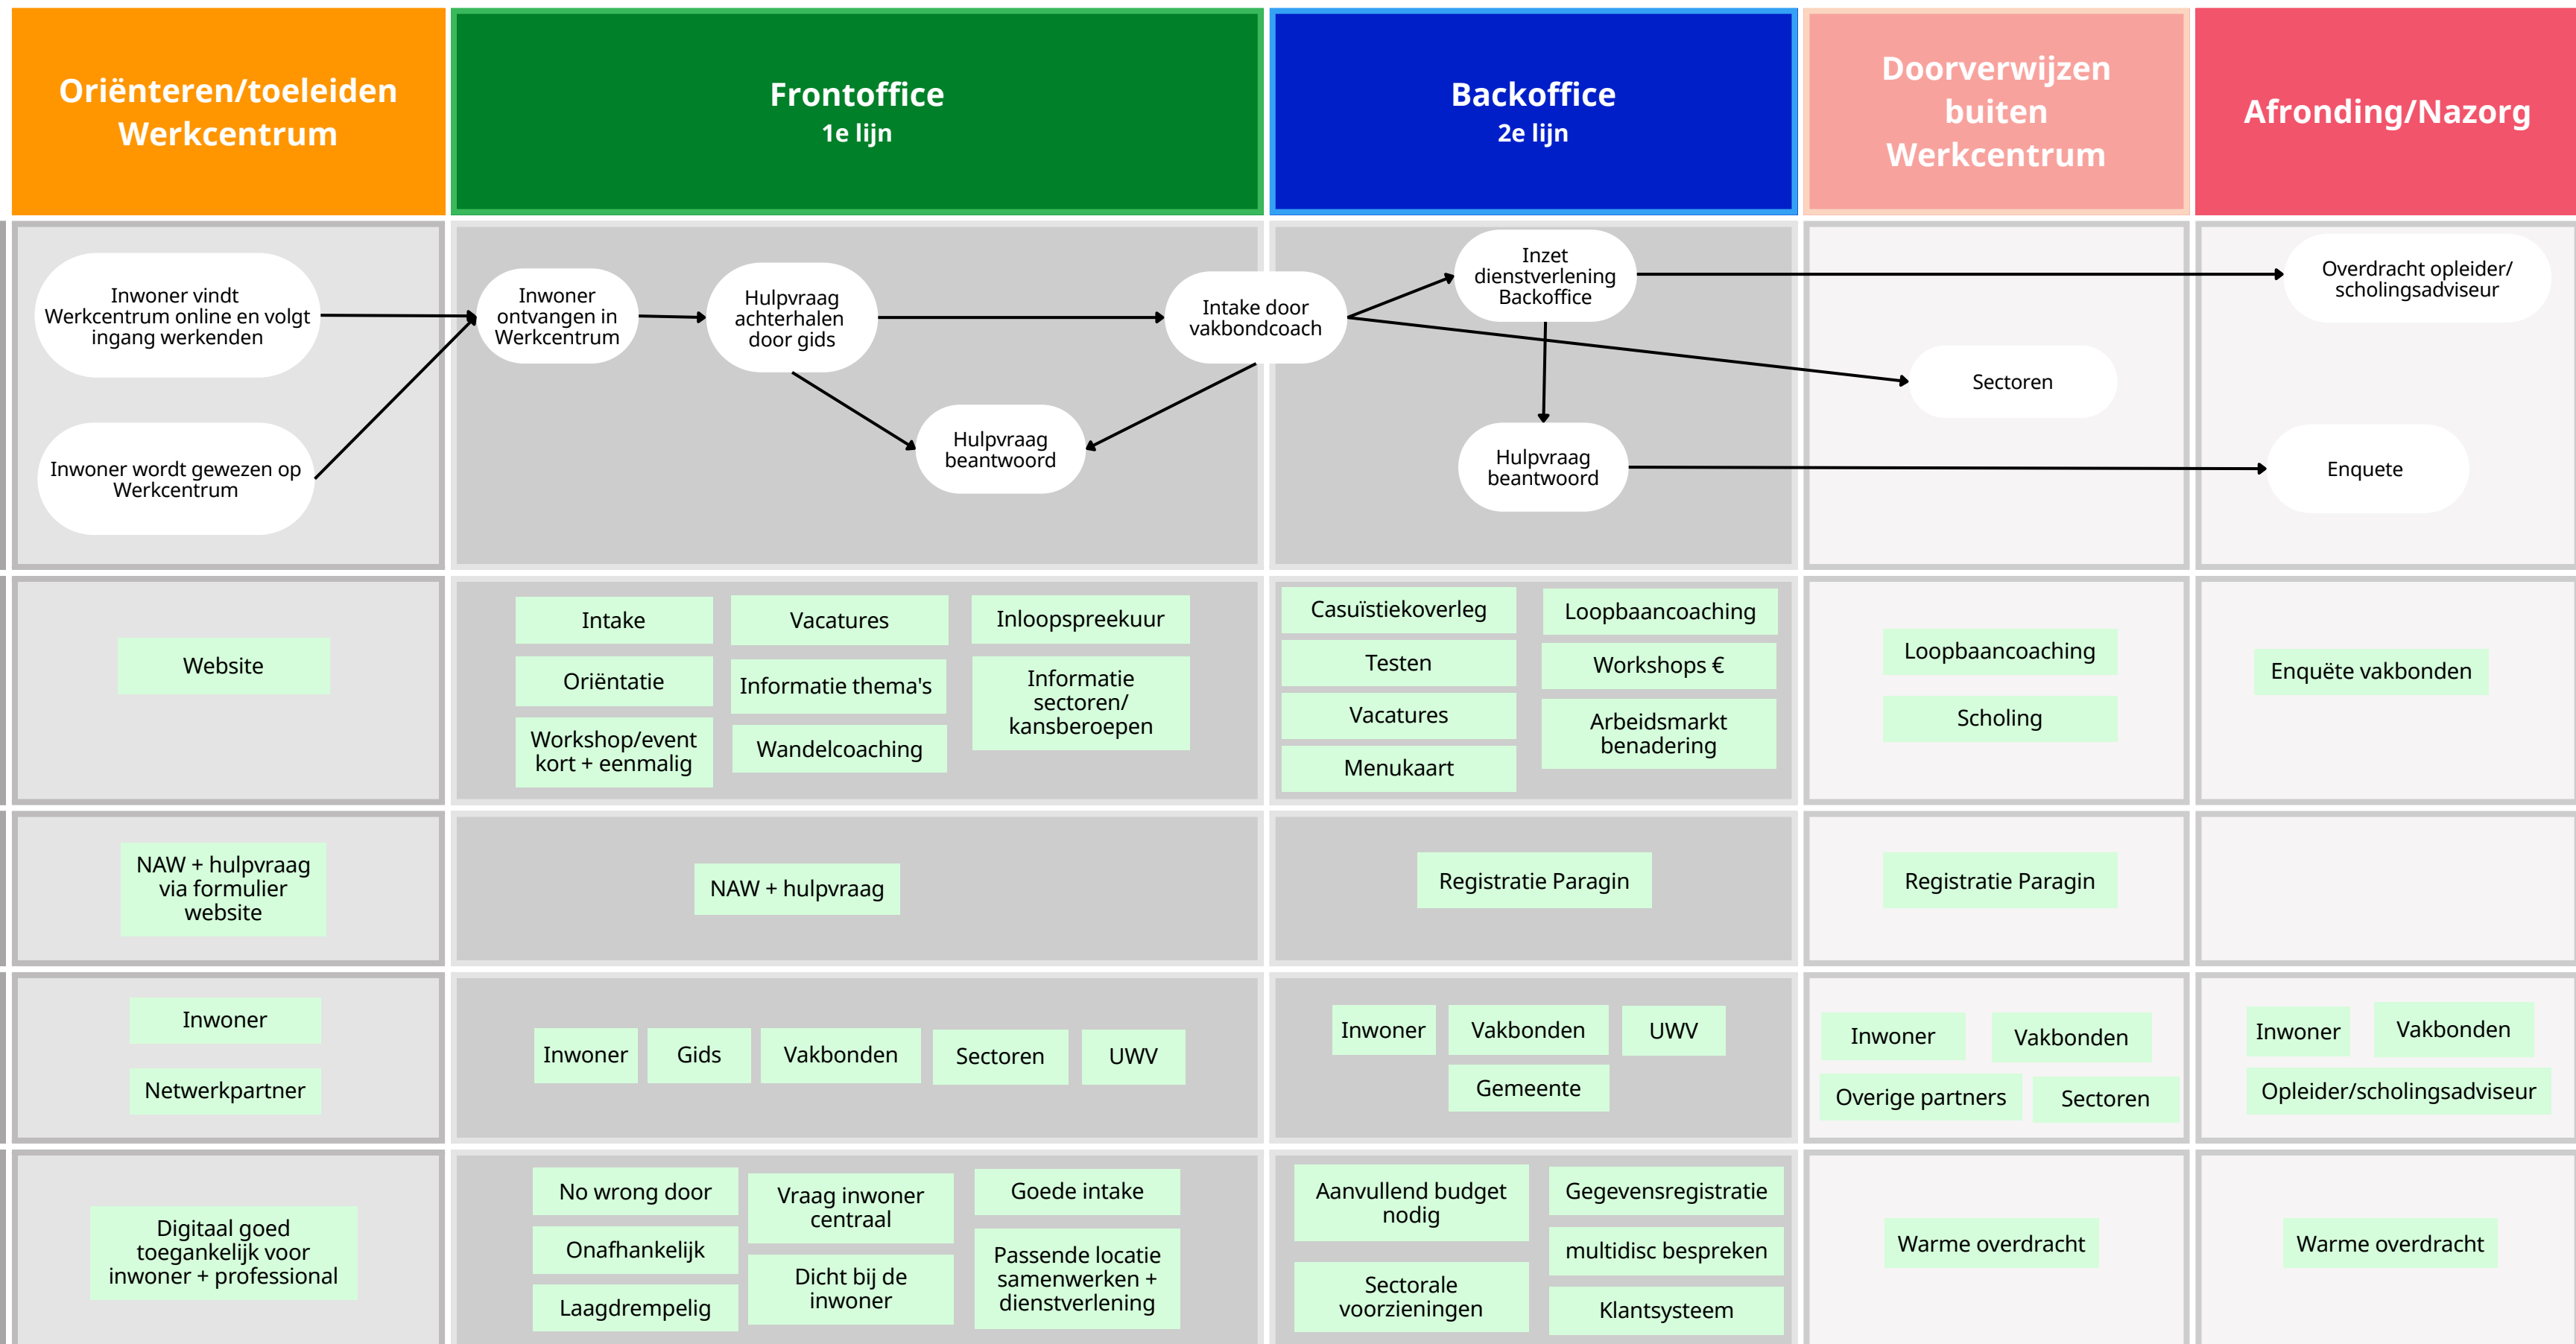 Oriënteren/toeleiden
Werkcentrum
Frontoffice
1e lijn
Backoffice
2e lijn
Doorverwijzen
buiten
Werkcentrum
Afronding/Nazorg
Inwoner vindt
Werkcentrum online en volgt
ingang werkenden
Inwoner wordt gewezen op
Werkcentrum
Inwoner
ontvangen in
Werkcentrum
Hulpvraag
achterhalen
door gids
Hulpvraag
beantwoord
Intake door
vakbondcoach
Inzet
dienstverlening
Backoffice
Hulpvraag
beantwoord
Sectoren
Overdracht opleider/
scholingsadviseur
Enquete
Website
Intake
Vacatures
Inloopspreekuur
Oriëntatie
Informatie thema's
Informatie
sectoren/
kansberoepen
Workshop/event
kort + eenmalig
Wandelcoaching
Casuïstiekoverleg
Loopbaancoaching
Testen
Workshops €
Vacatures
Arbeidsmarkt
benadering
Menukaart
Loopbaancoaching
Scholing
Enquëte vakbonden
NAW + hulpvraag
via formulier
website
NAW + hulpvraag
Registratie Paragin
Registratie Paragin
Inwoner
Netwerkpartner
Inwoner
Gids
Vakbonden
Sectoren
UWV
Inwoner
Vakbonden
UWV
Gemeente
Inwoner
Vakbonden
Overige partners
Sectoren
Inwoner
Vakbonden
Opleider/scholingsadviseur
Digitaal goed
toegankelijk voor
inwoner + professional
No wrong door
Vraag inwoner
centraal
Goede intake
Onafhankelijk
Dicht bij de
inwoner
Passende locatie
samenwerken +
dienstverlening
Laagdrempelig
Aanvullend budget
nodig
Gegevensregistratie
multidisc bespreken
Sectorale
voorzieningen
Klantsysteem
Warme overdracht
Warme overdracht